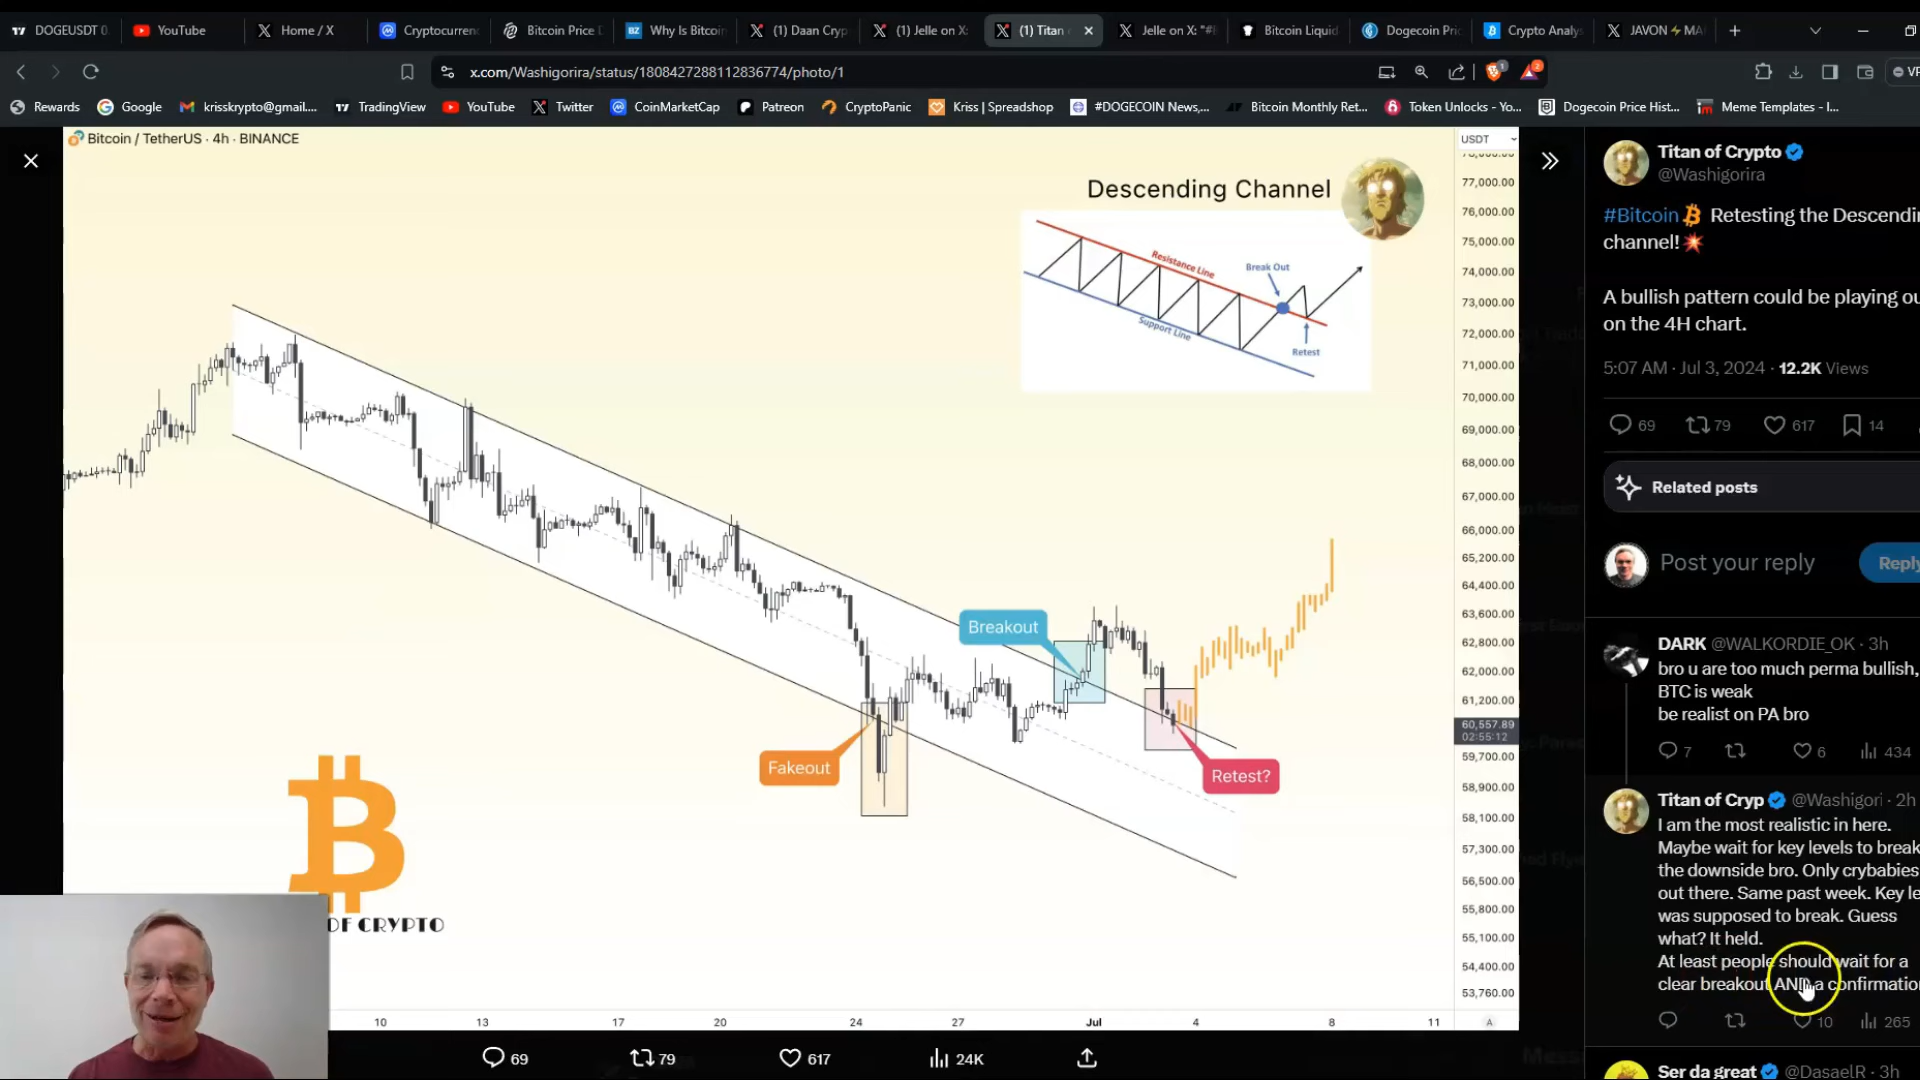 DOGEUSDT 0.
YouTube
Home / X
Cryptocurren
Bitcoin Price D
Why Is Bitcoin
(1) Daan Cryp
(1) Jelle on X:
(1) Titan
Jelle on X: "#
Bitcoin Liquid
Dogecoin Pric
Crypto Analys
JAVON⚡MA
x.com/Washigorira/status/1808427288112836774/photo/1
1
2
VP
Rewards
Google
krisskrypto@gmail....
TradingView
YouTube
Twitter
CoinMarketCap
Patreon
CryptoPanic
Kriss | Spreadshop
#DOGECOIN News,...
Bitcoin Monthly Ret...
Token Unlocks - Yo...
Dogecoin Price Hist...
Meme Templates - I...
Bitcoin / TetherUS · 4h · BINANCE
USDT
Descending Channel
Resistance Line
Break Out
Support Line
Retest
77,000.00
76,000.00
75,000.00
74,000.00
73,000.00
72,000.00
71,000.00
70,000.00
69,000.00
68,000.00
67,000.00
66,000.00
65,200.00
64,400.00
63,600.00
62,800.00
62,000.00
61,200.00
60,557.89
02:55:12
59,700.00
58,900.00
58,100.00
57,300.00
56,500.00
55,800.00
55,100.00
54,400.00
53,760.00
Breakout
Fakeout
Retest?
OF CRYPTO
10
13
17
20
24
27
Jul
4
8
11
A
69
79
617
24K
Titan of Crypto
@Washigorira
#Bitcoin Retesting the Descendin
channel!💥
A bullish pattern could be playing ou
on the 4H chart.
5:07 AM · Jul 3, 2024 · 12.2K Views
69
79
617
14
Related posts
Post your reply
Reply
DARK @WALKORDIE_OK · 3h
bro u are too much perma bullish,
BTC is weak
be realist on PA bro
7
6
434
Titan of Cryp @Washigori · 2h
I am the most realistic in here.
Maybe wait for key levels to break
the downside bro. Only crybabies
out there. Same past week. Key le
was supposed to break. Guess
what? It held.
At least people should wait for a
clear breakout AND a confirmation
10
265
Ser da great @DasaelR · 3h